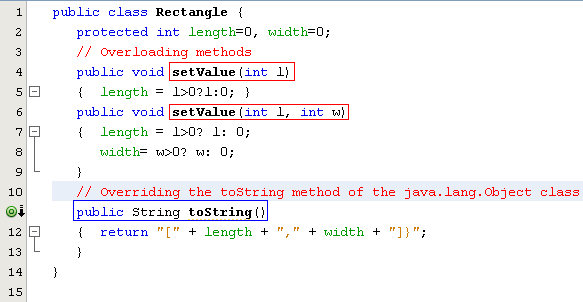 1 public class Rectangle {
2 protected int length=0, width=0;
3 // Overloading methods
4 public void setValue(int l)
5 { length = l>0?l:0; }
6 public void setValue(int l, int w)
7 { length = l>0? l: 0;
8 width= w>0? w: 0;
9 }
10 // Overriding the toString method of the java.lang.Object class
public String toString()
12 { return "[" + length + "," + width + "]}";
13 }
14 }
15